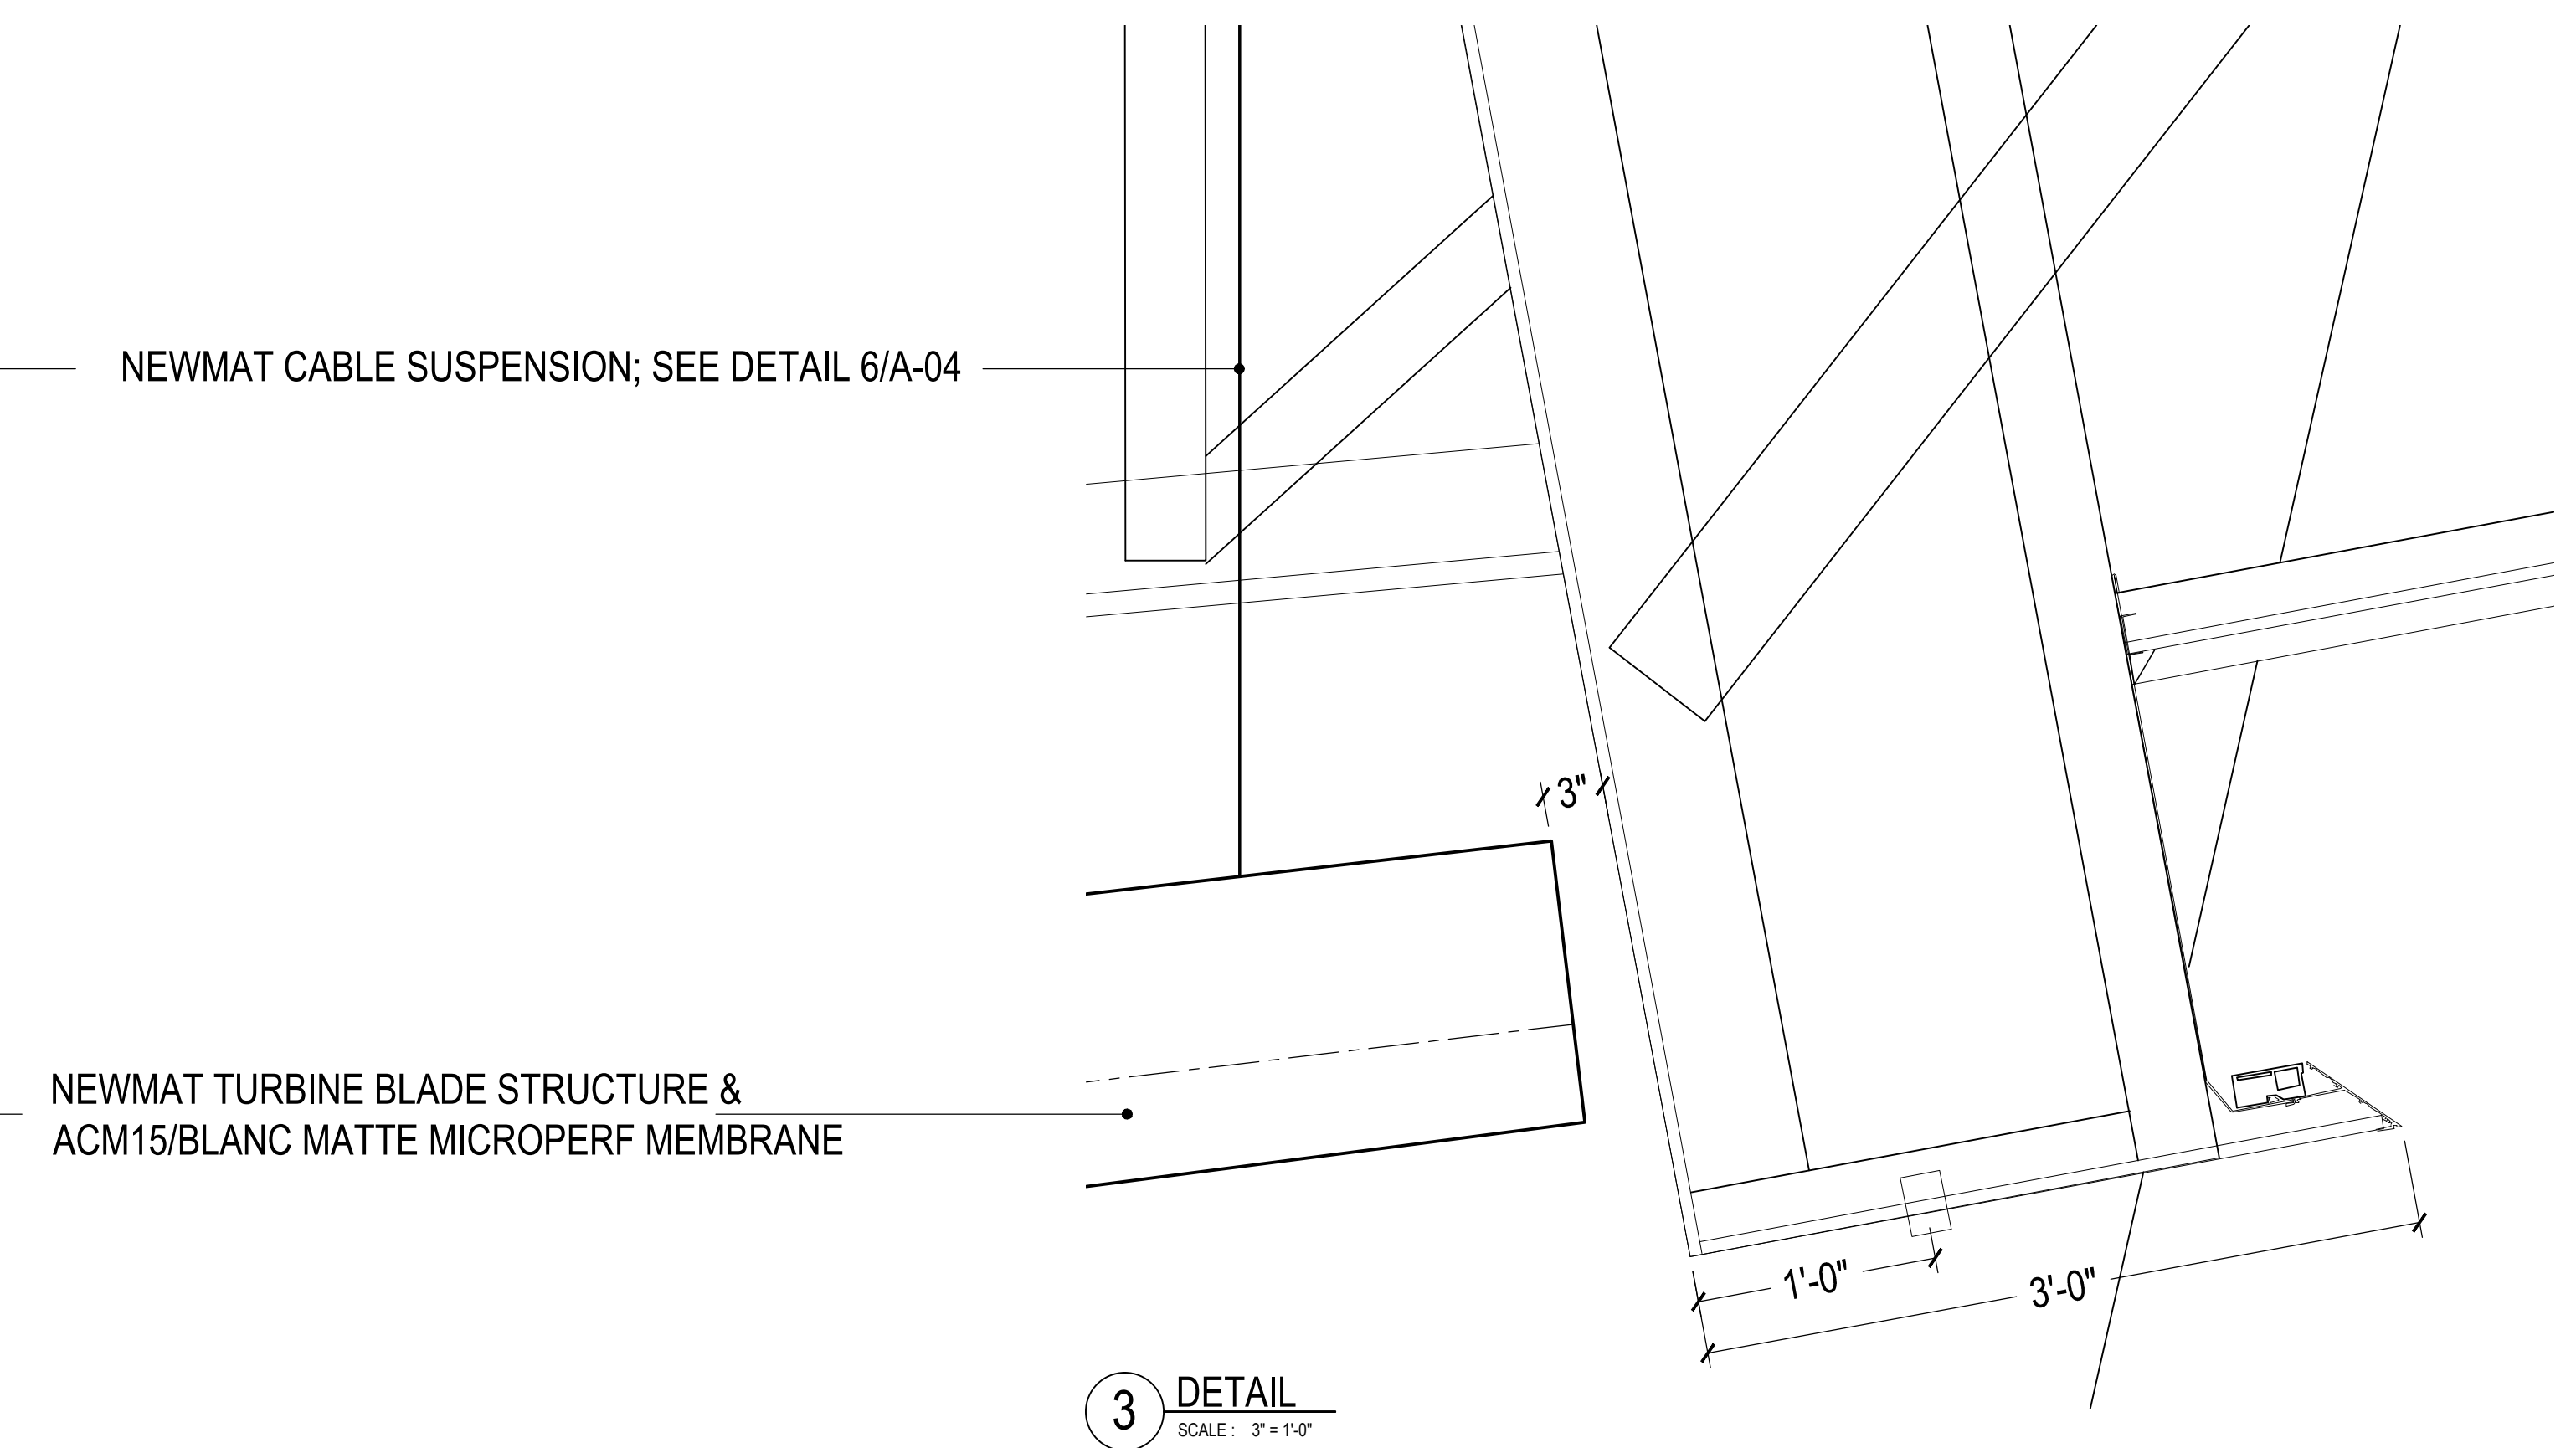 NEWMAT CABLE SUSPENSION; SEE DETAIL 6/A-04
3"
NEWMAT TURBINE BLADE STRUCTURE &
ACM15/BLANC MATTE MICROPERF MEMBRANE
1'-0"
3'-0"
3 DETAIL
SCALE : 3" = 1'-0"